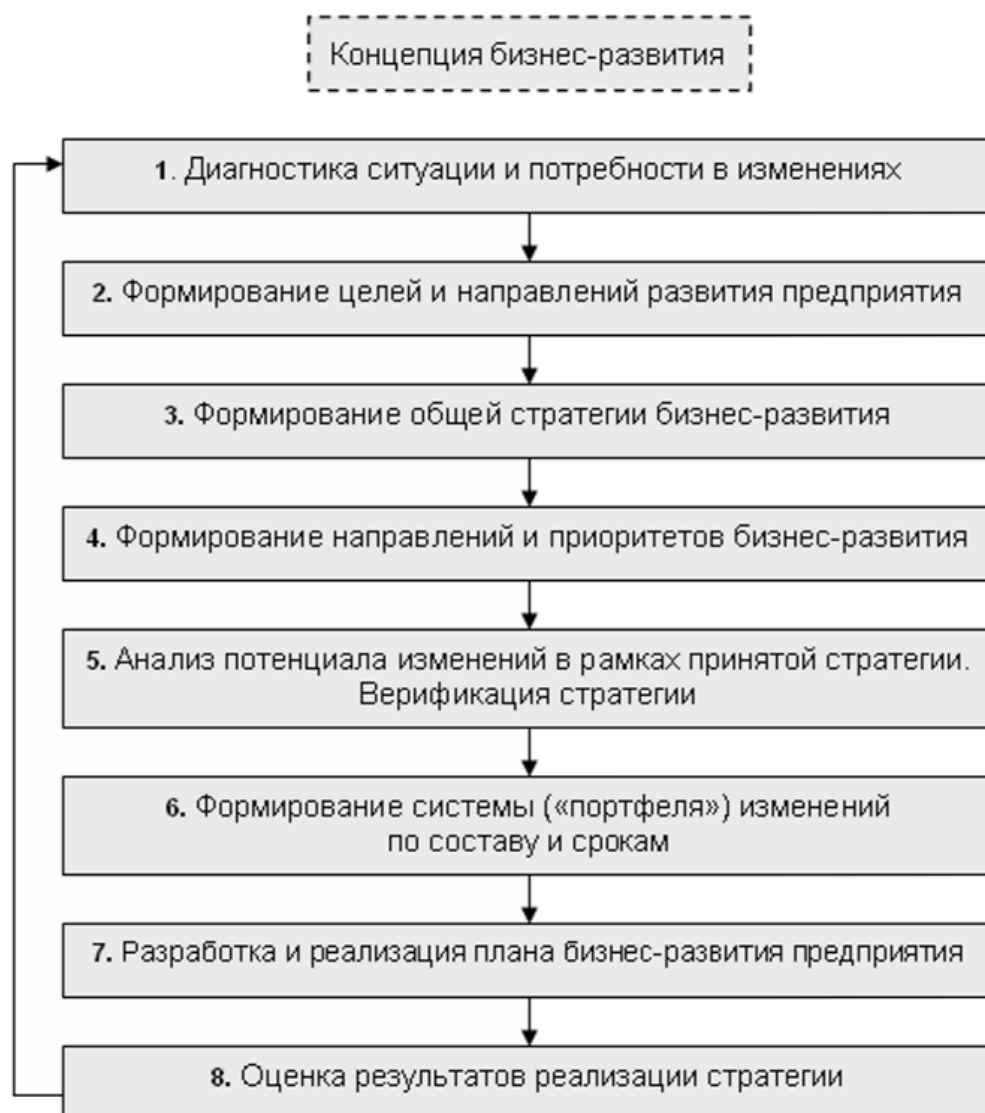 Концепция бизнес-развития
1. Диагностика ситуации и потребности в изменениях
2. Формирование целей и направлений развития предприятия
3. Формирование общей стратегии бизнес-развития
4. Формирование направлений и приоритетов бизнес-развития
5. Анализ потенциала изменений в рамках принятой стратегии.
Верификация стратегии
6. Формирование системы («портфеля») изменений
по составу и срокам
7. Разработка и реализация плана бизнес-развития предприятия
8. Оценка результатов реализации стратегии